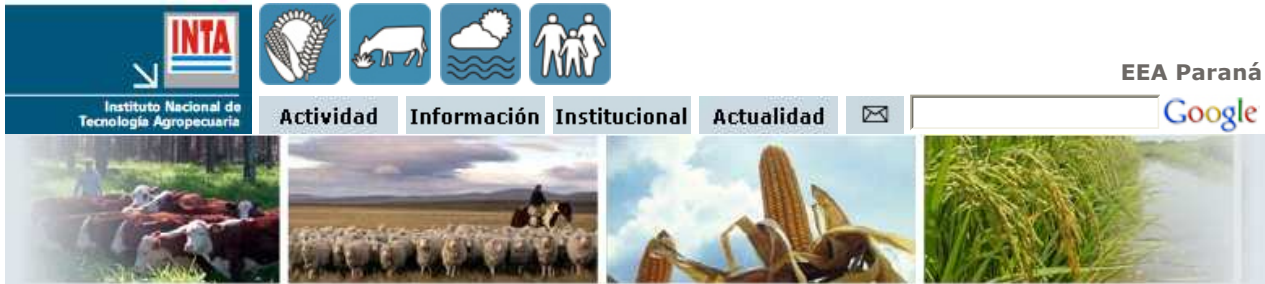 INTA
Instituto Nacional de
Tecnología Agropecuaria
EEA Paraná
Actividad Información Institucional Actualidad
Google